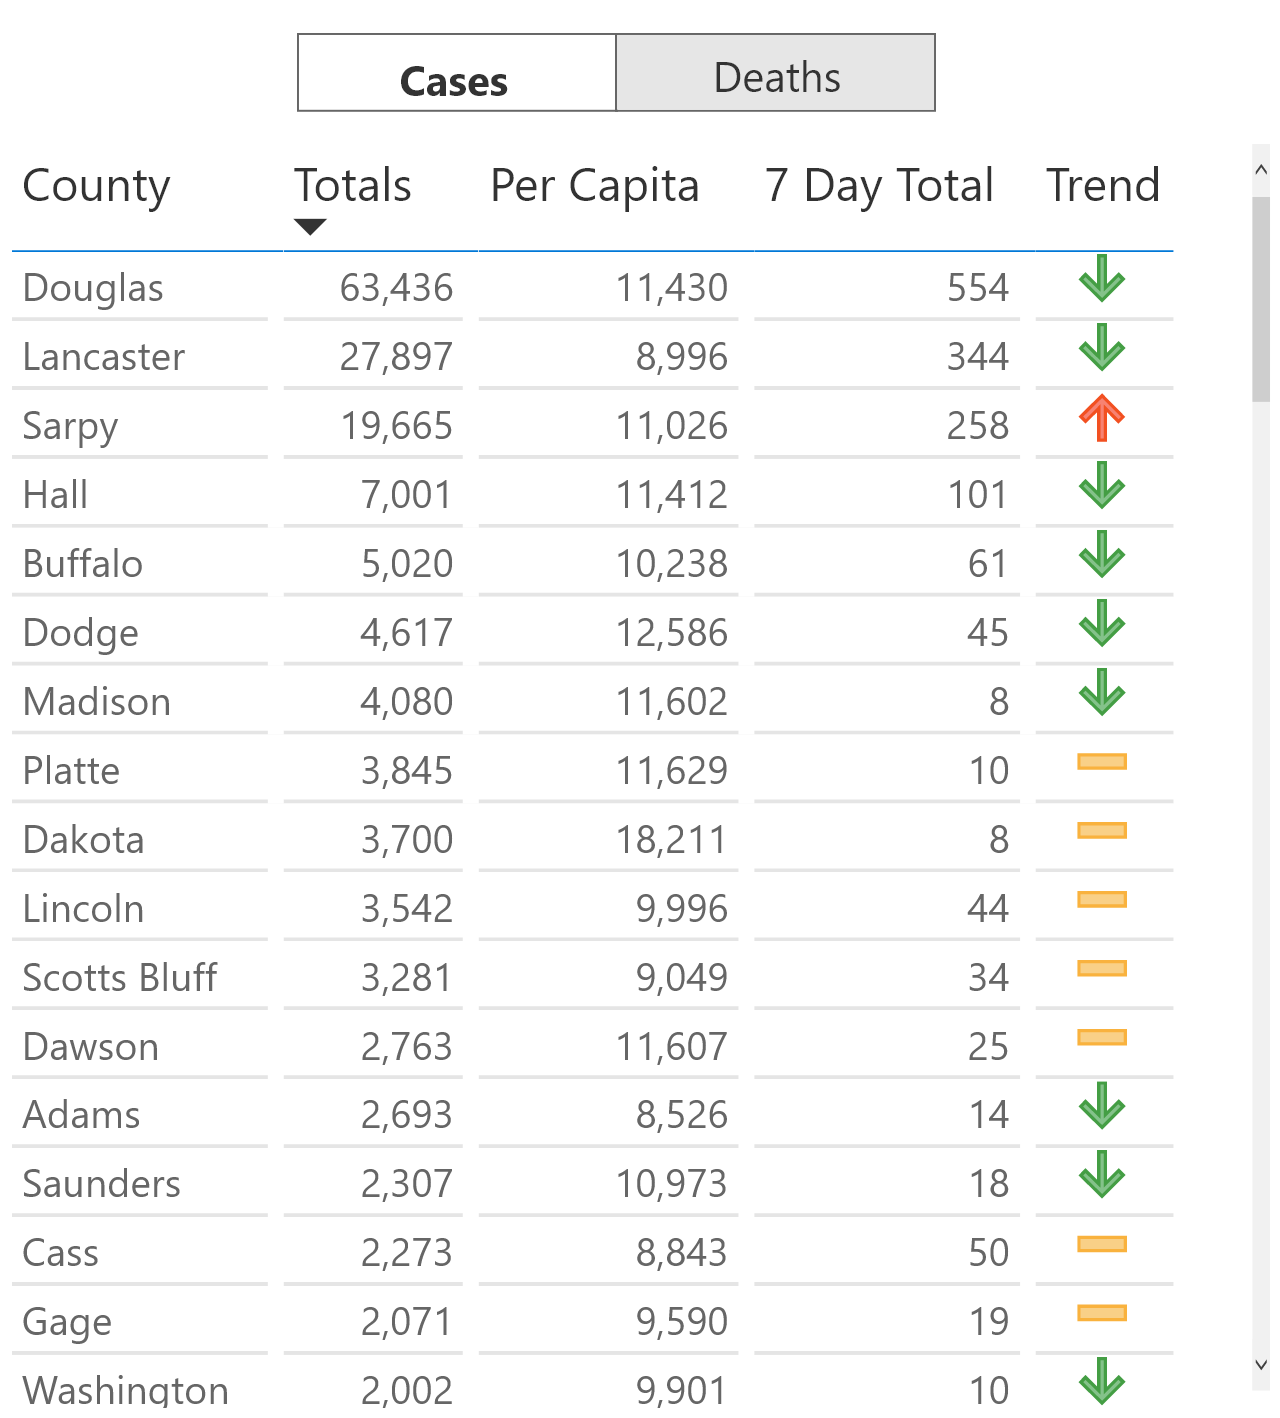 Cases Deaths
County Totals Per Capita 7 Day Total Trend
Douglas 63,436 11,430 554
Lancaster 27,897 8,996 344
Sarpy 19,665 11,026 258
Hall 7,001 11,412 101
Buffalo 5,020 10,238 61
Dodge 4,617 12,586 45
Madison 4,080 11,602 8
Platte 3,845 11,629 10
Dakota 3,700 18,211 8
Lincoln 3,542 9,996 44
Scotts Bluff 3,281 9,049 34
Dawson 2,763 11,607 25
Adams 2,693 8,526 14
Saunders 2,307 10,973 18
Cass 2,273 8,843 50
Gage 2,071 9,590 19
Washington 2,002 9,901 10